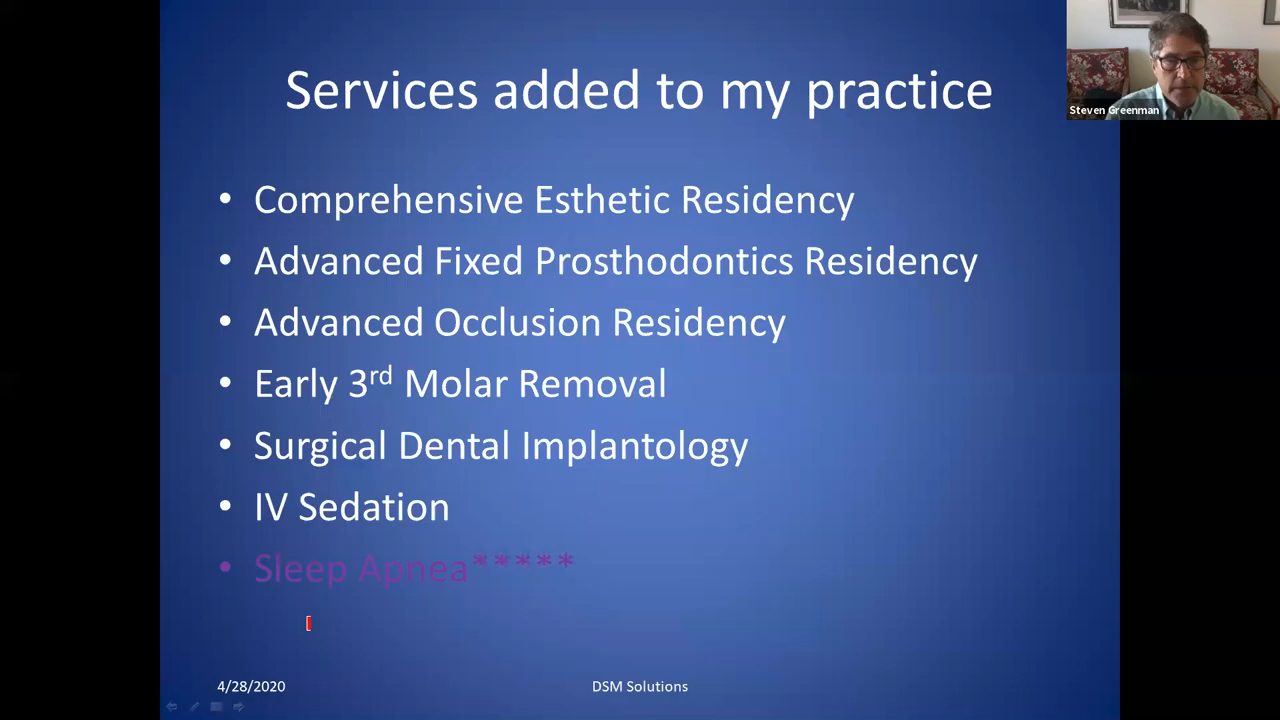 Services added to my practice
Steven Greenman
• Comprehensive Esthetic Residency
• Advanced Fixed Prosthodontics Residency
• Advanced Occlusion Residency
• Early 3rd Molar Removal
• Surgical Dental Implantology
• IV Sedation
• Sleep Apnea*****
4/28/2020
DSM Solutions